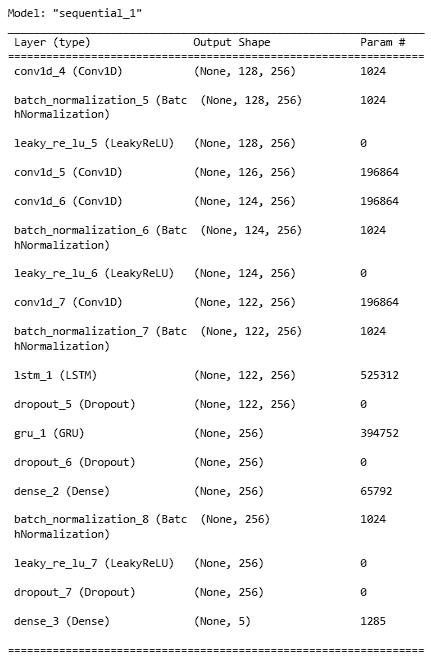 Model: "sequential_1"
Layer (type) Output Shape Param #
conv1d_4 (Conv1D) (None, 128, 256) 1024
batch_normalization_5 (Batc (None, 128, 256) 1024
hNormalization)
leaky_re_lu_5 (LeakyReLU) (None, 128, 256) 0
conv1d_5 (Conv1D) (None, 126, 256) 196864
conv1d_6 (Conv1D) (None, 124, 256) 196864
batch_normalization_6 (Batc (None, 124, 256) 1024
hNormalization)
leaky_re_lu_6 (LeakyReLU) (None, 124, 256) 0
conv1d_7 (Conv1D) (None, 122, 256) 196864
batch_normalization_7 (Batc (None, 122, 256) 1024
hNormalization)
lstm_1 (LSTM) (None, 122, 256) 525312
dropout_5 (Dropout) (None, 122, 256) 0
gru_1 (GRU) (None, 256) 394752
dropout_6 (Dropout) (None, 256) 0
dense_2 (Dense) (None, 256) 65792
batch_normalization_8 (Batc (None, 256) 1024
hNormalization)
leaky_re_lu_7 (LeakyReLU) (None, 256) 0
dropout_7 (Dropout) (None, 256) 0
dense_3 (Dense) (None, 5) 1285